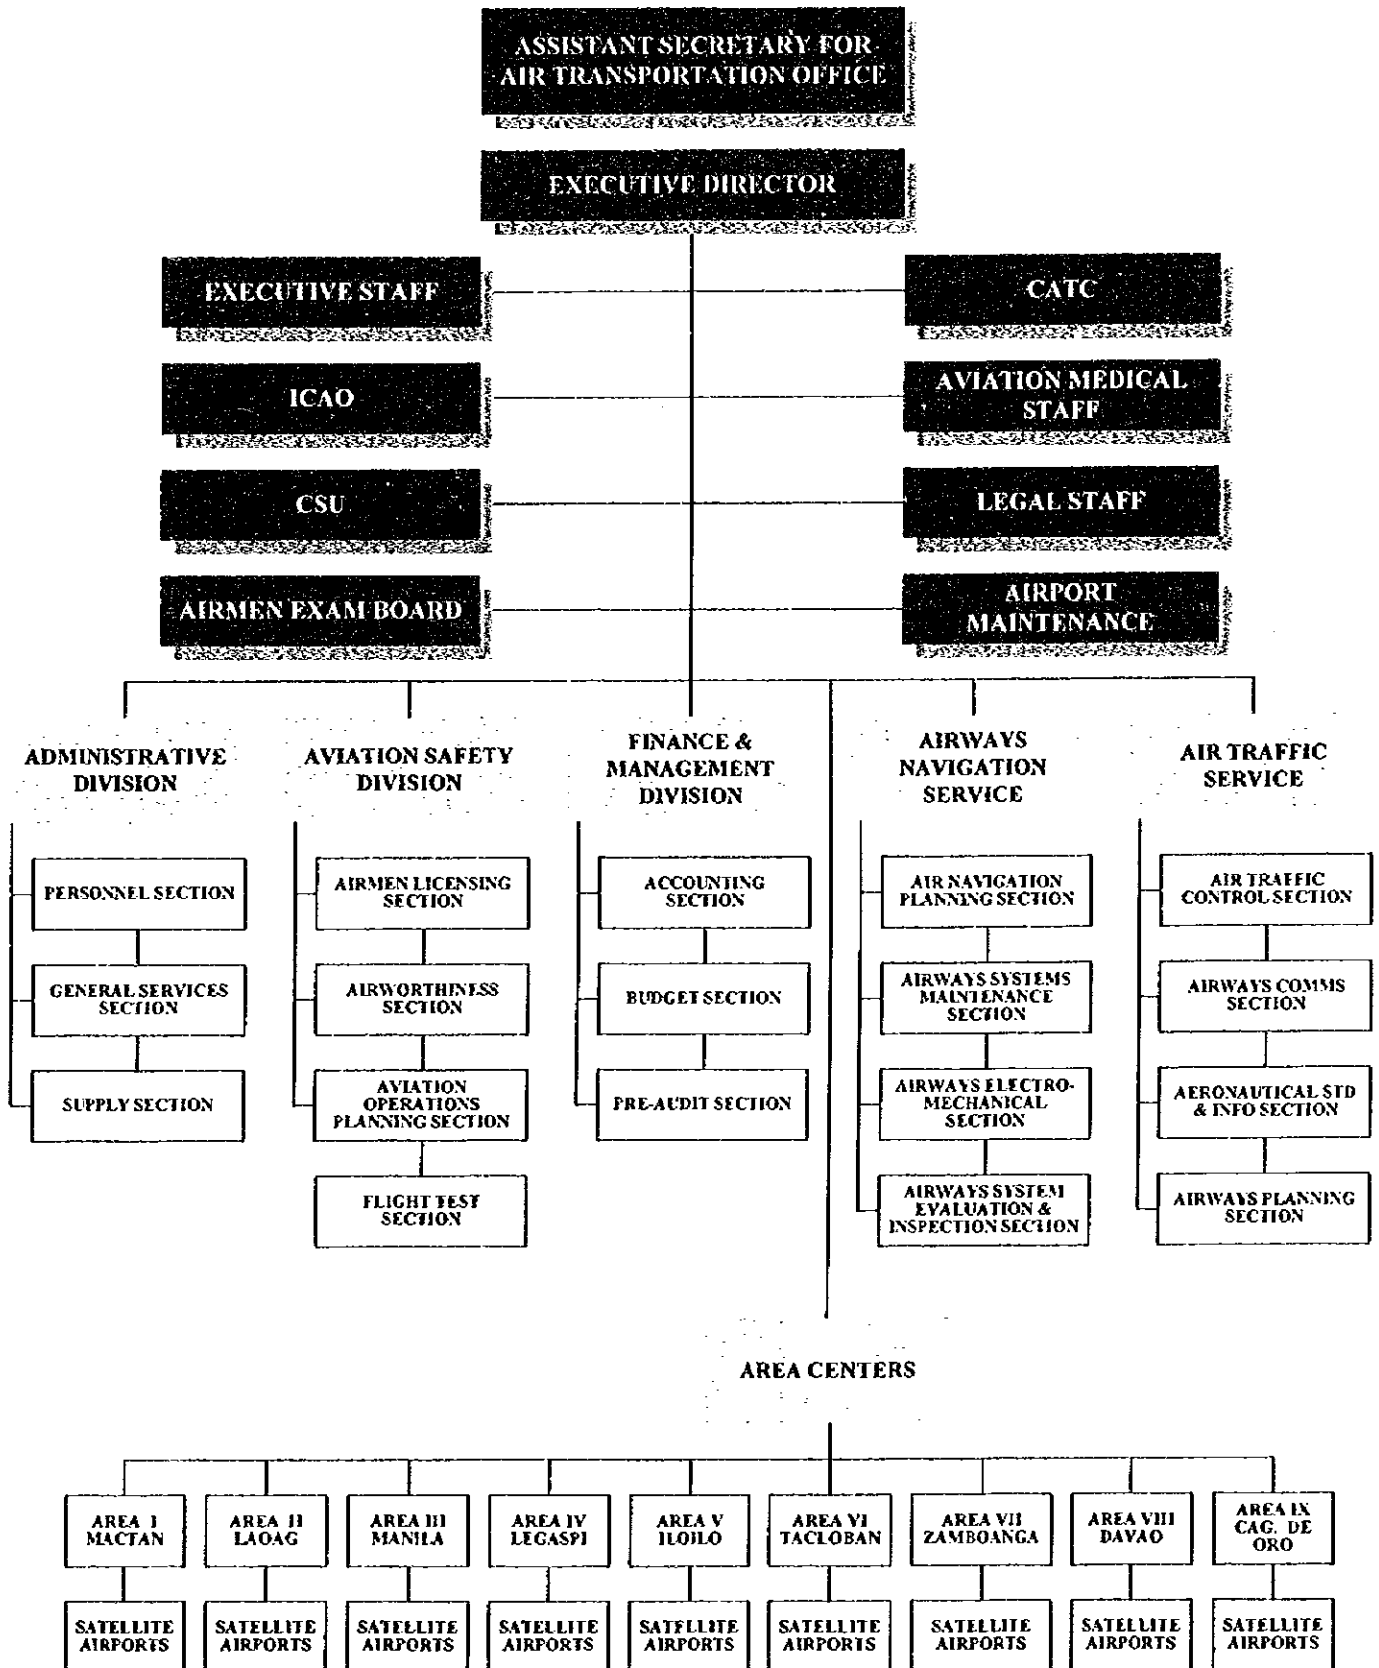 ASSISTANT SECRETARY FOR
AIR TRANSPORTATION OFFICE
EXECUTIVE DIRECTOR
EXECUTIVE STAFF
CATC
ICAO
AVIATION MEDICAL
STAFF
CSU
LEGAL STAFF
AIRMEN EXAM BOARD
AIRPORT
MAINTENANCE
ADMINISTRATIVE
DIVISION
AVIATION SAFETY
DIVISION
FINANCE &
MANAGEMENT
DIVISION
AIRWAYS
NAVIGATION
SERVICE
AIR TRAFFIC
SERVICE
PERSONNEL SECTION
AIRMEN LICENSING
SECTION
ACCOUNTING
SECTION
AIR NAVIGATION
PLANNING SECTION
AIR TRAFFIC
CONTROL SECTION
GENERAL SERVICES
SECTION
AIRWORTHINESS
SECTION
BUDGET SECTION
AIRWAYS SYSTEMS
MAINTENANCE
SECTION
AIRWAYS COMMS
SECTION
SUPPLY SECTION
AVIATION
OPERATIONS
PLANNING SECTION
PRE-AUDIT SECTION
AIRWAYS ELECTRO-
MECHANICAL
SECTION
AERONAUTICAL STD
& INFO SECTION
FLIGHT TEST
SECTION
AIRWAYS SYSTEM
EVALUATION &
INSPECTION SECTION
AIRWAYS PLANNING
SECTION
AREA CENTERS
AREA I
MACTAN
AREA II
LAOAG
AREA III
MANILA
AREA IV
LEGASPI
AREA V
ILOILO
AREA VI
TACLOBAN
AREA VII
ZAMBOANGA
AREA VIII
DAVAO
AREA IX
CAG. DE
ORO
SATELLITE
AIRPORTS
SATELLITE
AIRPORTS
SATELLITE
AIRPORTS
SATELLITE
AIRPORTS
SATELLITE
AIRPORTS
SATELLITE
AIRPORTS
SATELLITE
AIRPORTS
SATELLITE
AIRPORTS
SATELLITE
AIRPORTS